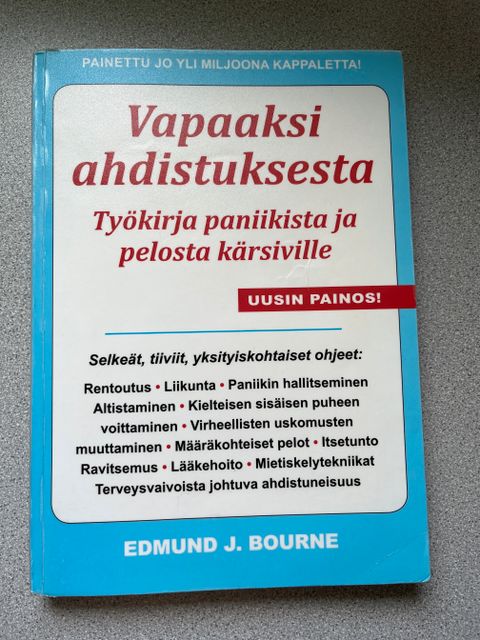 PAINETTU JO YLI MILJOONA KAPPALETTA!
Vapaaksi
ahdistuksesta
Työkirja paniikista ja
pelosta kärsiville
UUSIN PAINOS!
Selkeät, tiiviit, yksityiskohtaiset ohjeet:
Rentoutus • Liikunta • Paniikin hallitseminen
Altistaminen • Kielteisen sisäisen puheen
voittaminen • Virheellisten uskomusten
muuttaminen • Määräkohteiset pelot • Itsetunto
Ravitsemus • Lääkehoito • Mietiskelytekniikat
Terveysvaivoista johtuva ahdistuneisuus
EDMUND J. BOURNE